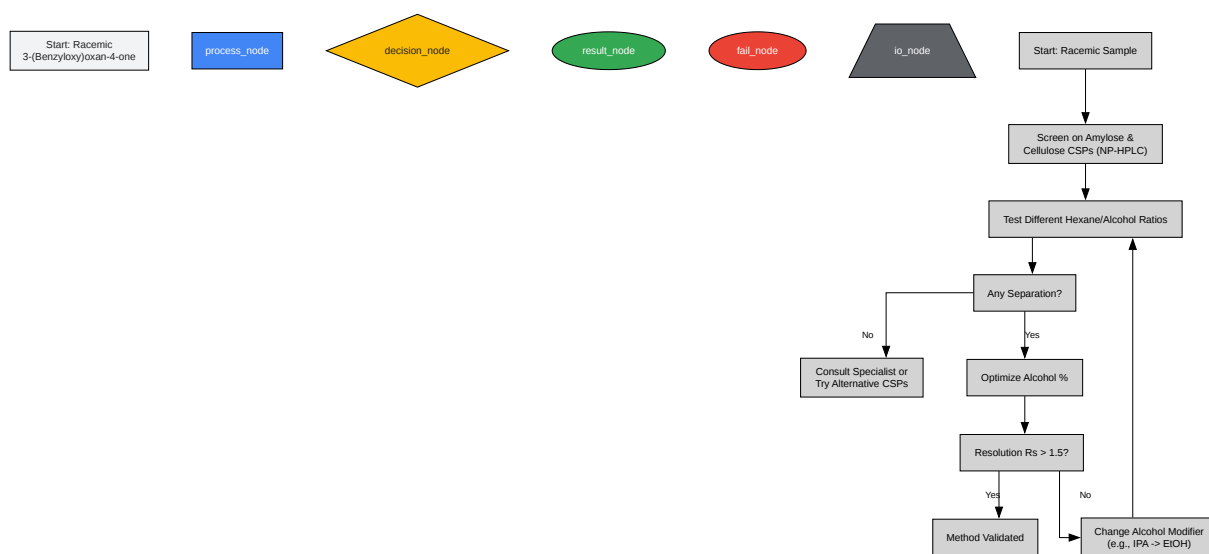 Start: Racemic
3-(Benzyloxy)oxan-4-one
process_node
decision_node
result_node
fail_node
io_node
Start: Racemic Sample
Screen on Amylose &
Cellulose CSPs (NP-HPLC)
Test Different Hexane/Alcohol Ratios
Any Separation?
No
Yes
Consult Specialist or
Try Alternative CSPs
Optimize Alcohol %
Resolution Rs > 1.5?
Yes
No
Method Validated
Change Alcohol Modifier
(e.g., IPA -> EtOH)